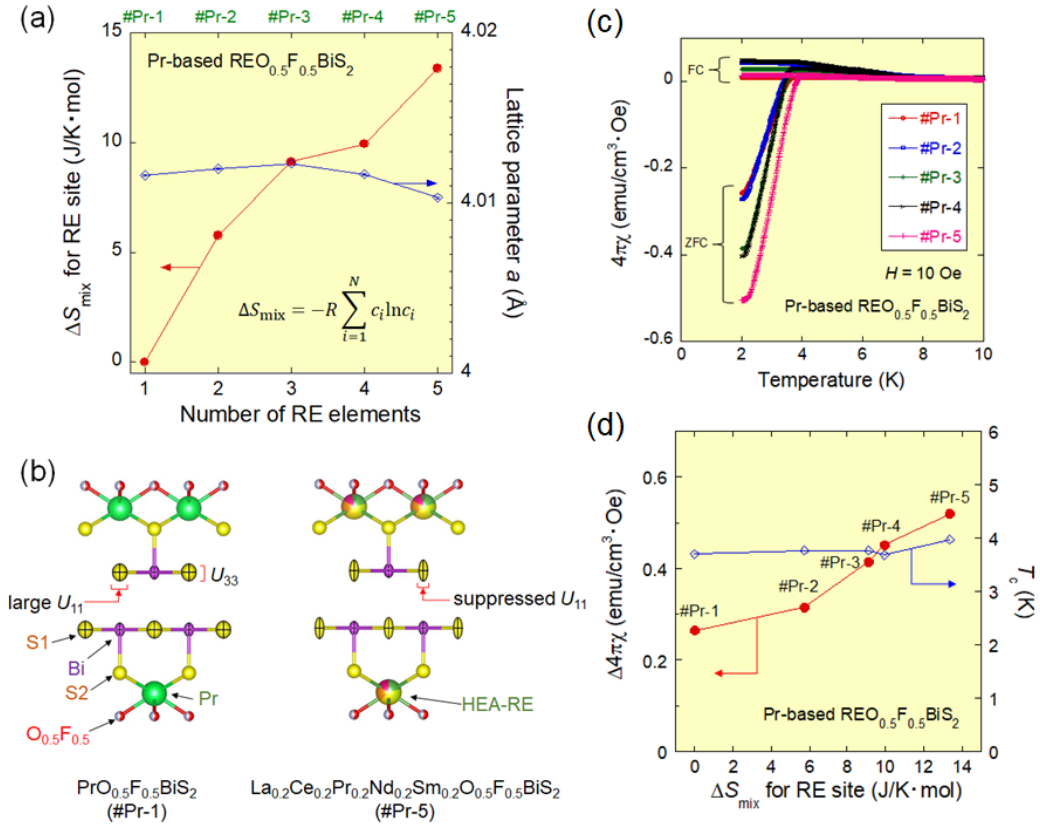 (a)
#Pr-1 #Pr-2 #Pr-3 #Pr-4 #Pr-5
Pr-based REO0.5F0.5BiS2
ΔSmix for RE site (J/K·mol)
15
10
5
0
4.02
4.01
4
Lattice parameter a (Å)
ΔSmix = −R ∑ᵢ₌₁ᴺ cᵢlncᵢ
1 2 3 4 5
Number of RE elements
(b)
U33
large U11
suppressed U11
S1
Bi
S2
Pr
HEA-RE
O0.5F0.5
PrO0.5F0.5BiS2
(#Pr-1)
La0.2Ce0.2Pr0.2Nd0.2Sm0.2O0.5F0.5BiS2
(#Pr-5)
(c)
FC
ZFC
4πχ (emu/cm³·Oe)
0
-0.2
-0.4
-0.6
#Pr-1
#Pr-2
#Pr-3
#Pr-4
#Pr-5
H = 10 Oe
Pr-based REO0.5F0.5BiS2
0 2 4 6 8 10
Temperature (K)
(d)
Δ4πχ (emu/cm³·Oe)
0.6
0.4
0.2
0
#Pr-1
#Pr-2
#Pr-3
#Pr-4
#Pr-5
6
5
4
3
2
1
0
Tc (K)
Pr-based REO0.5F0.5BiS2
0 2 4 6 8 10 12 14
ΔSmix for RE site (J/K·mol)